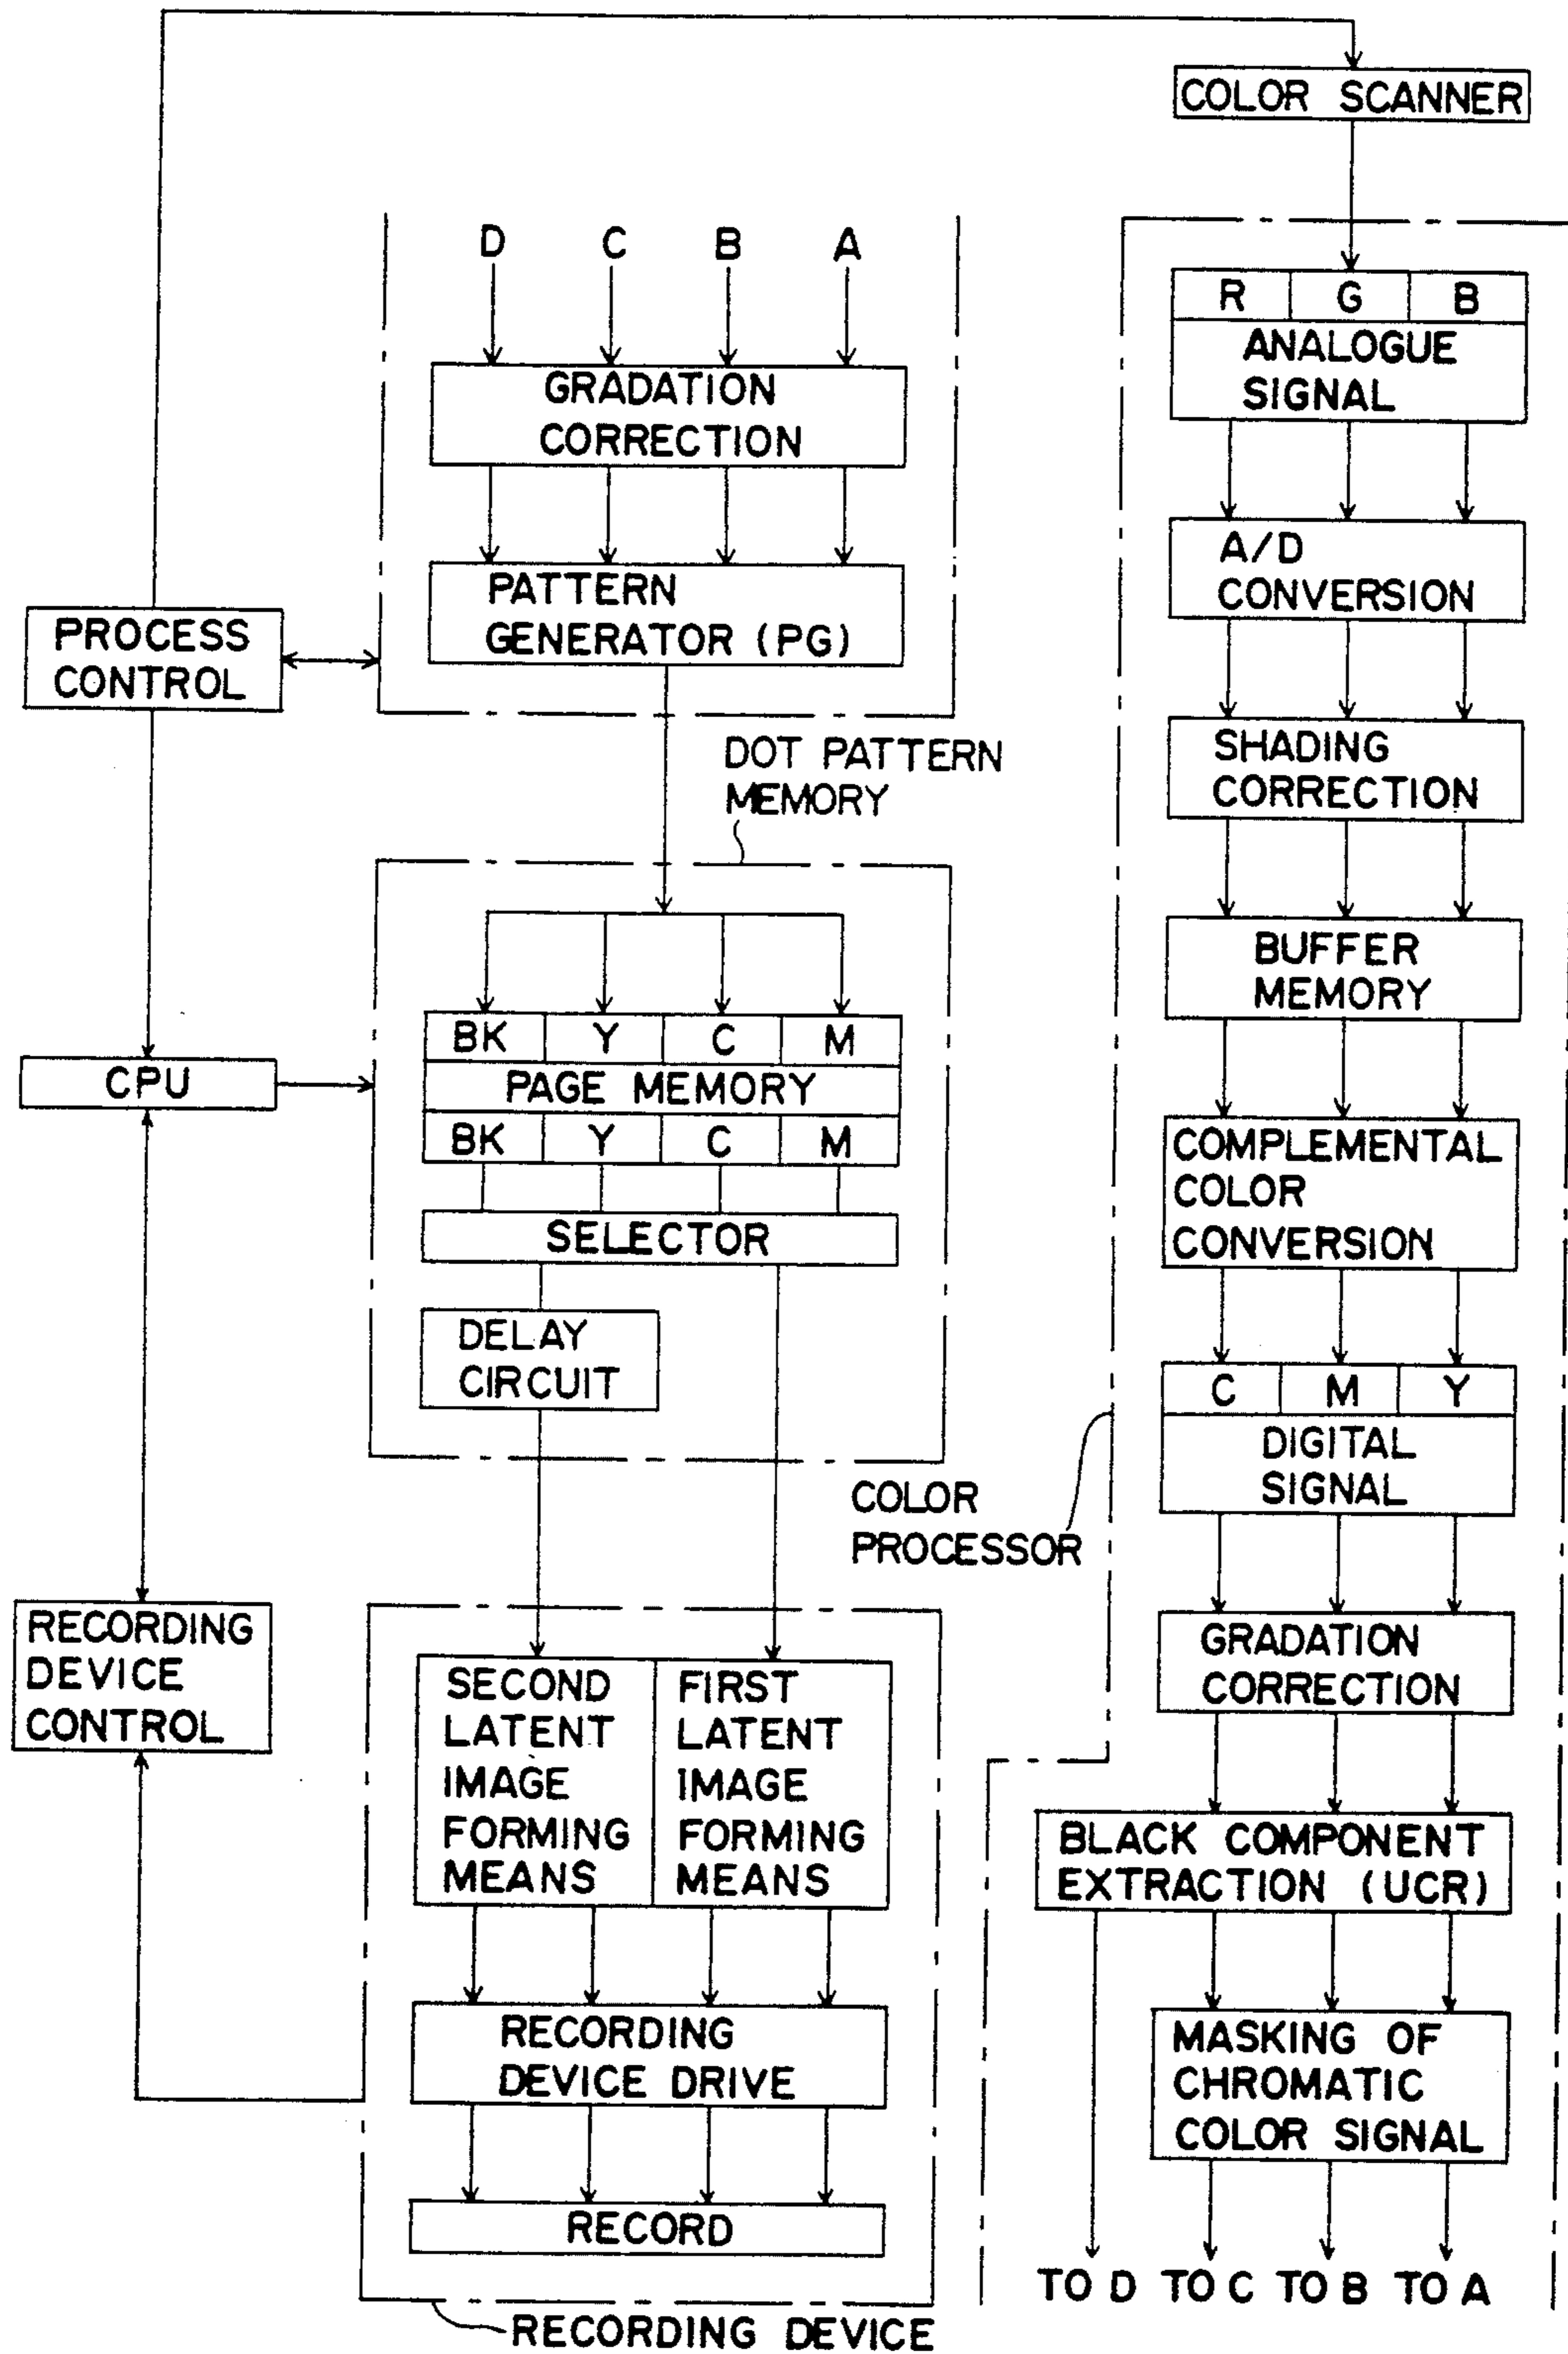 COLOR SCANNER
R G B
ANALOGUE
SIGNAL
A/D
CONVERSION
SHADING
CORRECTION
BUFFER
MEMORY
COMPLEMENTAL
COLOR
CONVERSION
C M Y
DIGITAL
SIGNAL
GRADATION
CORRECTION
BLACK COMPONENT
EXTRACTION (UCR)
MASKING OF
CHROMATIC
COLOR SIGNAL
TO D TO C TO B TO A
COLOR
PROCESSOR
D C B A
GRADATION
CORRECTION
PATTERN
GENERATOR (PG)
PROCESS
CONTROL
DOT PATTERN
MEMORY
BK Y C M
PAGE MEMORY
BK Y C M
SELECTOR
DELAY
CIRCUIT
CPU
RECORDING
DEVICE
CONTROL
SECOND
LATENT
IMAGE
FORMING
MEANS
FIRST
LATENT
IMAGE
FORMING
MEANS
RECORDING
DEVICE DRIVE
RECORD
RECORDING DEVICE